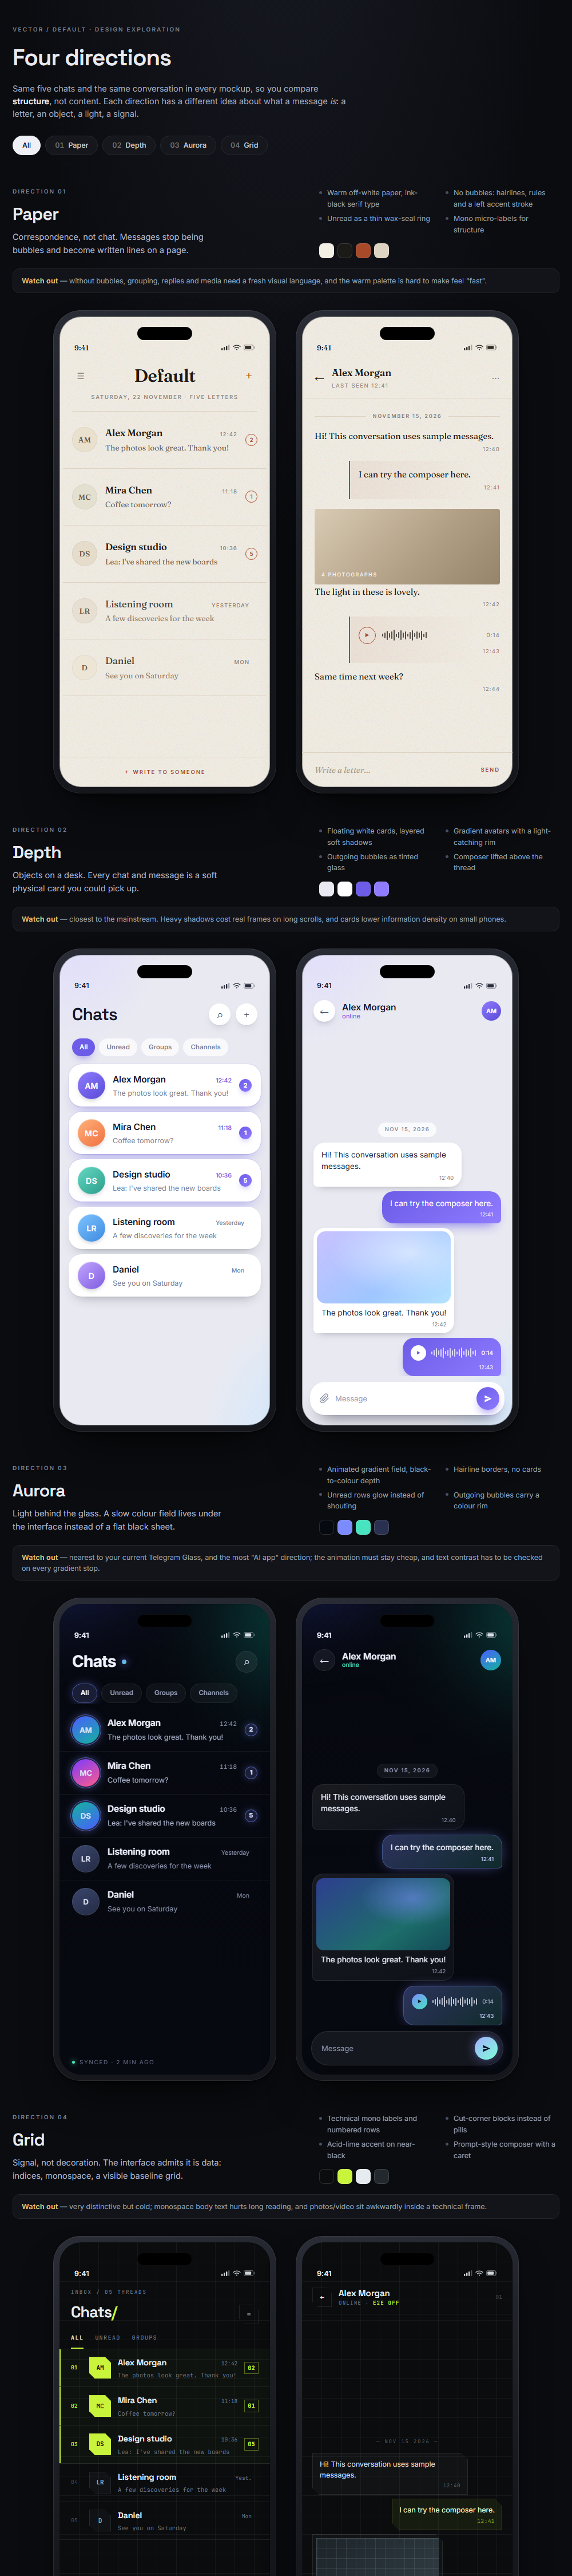 VECTOR / DEFAULT · DESIGN EXPLORATION
Four directions
Same five chats and the same conversation in every mockup, so you compare
structure, not content. Each direction has a different idea about what a message is: a
letter, an object, a light, a signal.
All
01 Paper
02 Depth
03 Aurora
04 Grid
DIRECTION 01
Paper
Correspondence, not chat. Messages stop being
bubbles and become written lines on a page.
Warm off-white paper, ink-
black serif type
No bubbles: hairlines, rules
and a left accent stroke
Unread as a thin wax-seal ring
Mono micro-labels for
structure
Watch out — without bubbles, grouping, replies and media need a fresh visual language, and the warm palette is hard to make feel "fast".
9:41
Default
+
SATURDAY, 22 NOVEMBER · FIVE LETTERS
AM
Alex Morgan
12:42
The photos look great. Thank you!
2
MC
Mira Chen
11:18
Coffee tomorrow?
1
DS
Design studio
10:36
Lea: I've shared the new boards
5
LR
Listening room
YESTERDAY
A few discoveries for the week
D
Daniel
MON
See you on Saturday
+ WRITE TO SOMEONE
9:41
Alex Morgan
LAST SEEN 12:41
NOVEMBER 15, 2026
Hi! This conversation uses sample messages.
12:40
I can try the composer here.
12:41
4 PHOTOGRAPHS
The light in these is lovely.
12:42
0:14
12:43
Same time next week?
12:44
Write a letter...
SEND
DIRECTION 02
Depth
Objects on a desk. Every chat and message is a soft
physical card you could pick up.
Floating white cards, layered
soft shadows
Gradient avatars with a light-
catching rim
Outgoing bubbles as tinted
glass
Composer lifted above the
thread
Watch out — closest to the mainstream. Heavy shadows cost real frames on long scrolls, and cards lower information density on small phones.
9:41
Chats
+
All
Unread
Groups
Channels
AM
Alex Morgan
12:42
The photos look great. Thank you!
2
MC
Mira Chen
11:18
Coffee tomorrow?
1
DS
Design studio
10:36
Lea: I've shared the new boards
5
LR
Listening room
Yesterday
A few discoveries for the week
D
Daniel
Mon
See you on Saturday
9:41
Alex Morgan
online
AM
NOV 15, 2026
Hi! This conversation uses sample
messages.
12:40
I can try the composer here.
12:41
The photos look great. Thank you!
12:42
0:14
12:43
Message
DIRECTION 03
Aurora
Light behind the glass. A slow colour field lives under
the interface instead of a flat black sheet.
Animated gradient field, black-
to-colour depth
Hairline borders, no cards
Unread rows glow instead of
shouting
Outgoing bubbles carry a
colour rim
Watch out — nearest to your current Telegram Glass, and the most "AI app" direction; the animation must stay cheap, and text contrast has to be checked
on every gradient stop.
9:41
Chats
All
Unread
Groups
Channels
AM
Alex Morgan
12:42
The photos look great. Thank you!
2
MC
Mira Chen
11:18
Coffee tomorrow?
1
DS
Design studio
10:36
Lea: I've shared the new boards
5
LR
Listening room
Yesterday
A few discoveries for the week
D
Daniel
Mon
See you on Saturday
SYNCED · 2 MIN AGO
9:41
Alex Morgan
online
AM
NOV 15, 2026
Hi! This conversation uses sample
messages.
12:40
I can try the composer here.
12:41
The photos look great. Thank you!
12:42
0:14
12:43
Message
DIRECTION 04
Grid
Signal, not decoration. The interface admits it is data:
indices, monospace, a visible baseline grid.
Technical mono labels and
numbered rows
Cut-corner blocks instead of
pills
Acid-lime accent on near-
black
Prompt-style composer with a
caret
Watch out — very distinctive but cold; monospace body text hurts long reading, and photos/video sit awkwardly inside a technical frame.
9:41
INBOX / 05 THREADS
Chats/
ALL
UNREAD
GROUPS
01
AM
Alex Morgan
12:42
The photos look great. Thank you!
02
02
MC
Mira Chen
11:18
Coffee tomorrow?
01
03
DS
Design studio
10:36
Lea: I've shared the new boards
05
04
LR
Listening room
Yest.
A few discoveries for the week
05
D
Daniel
Mon
See you on Saturday
9:41
Alex Morgan
ONLINE · E2E OFF
01
— NOV 15 2026 —
Hi! This conversation uses sample
messages.
12:40
I can try the composer here.
12:41